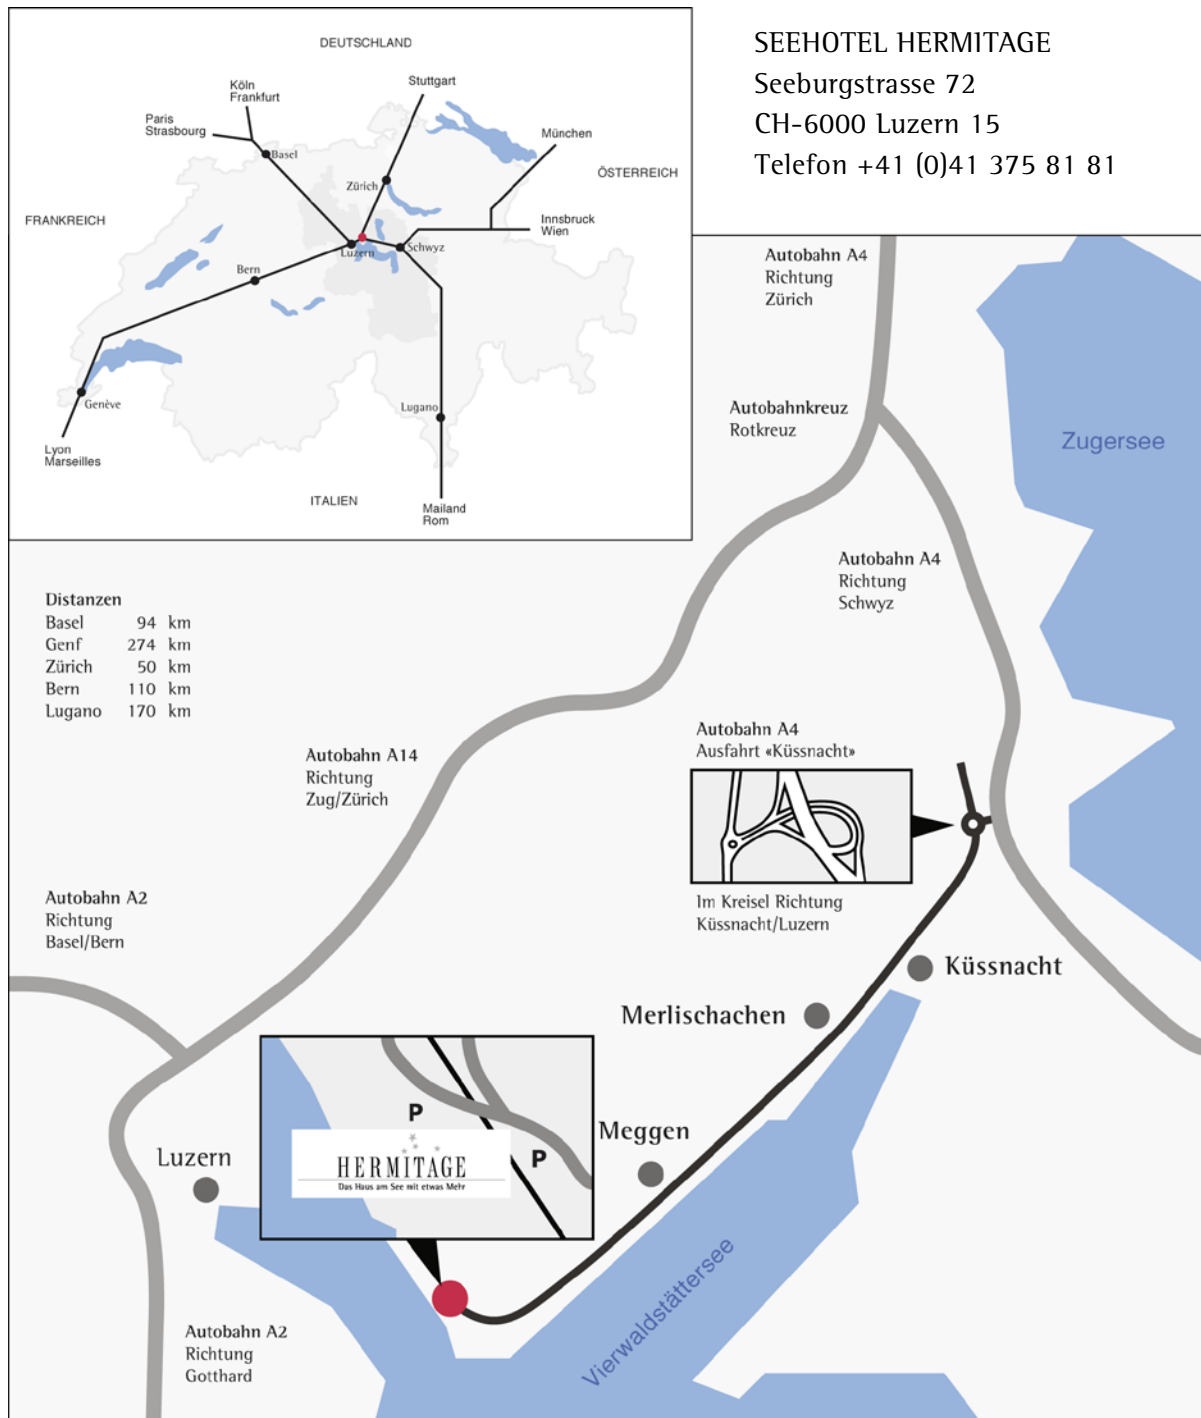 SEEHOTEL HERMITAGE
Seeburgstrasse 72
CH-6000 Luzern 15
Telefon +41 (0)41 375 81 81
DEUTSCHLAND
Köln
Frankfurt
Stuttgart
Paris
Strasbourg
München
Basel
ÖSTERREICH
Zürich
FRANKREICH
Innsbruck
Wien
Luzern
Schwyz
Bern
Genève
Lugano
Lyon
Marseilles
ITALIEN
Mailand
Rom
Autobahn A4
Richtung
Zürich
Autobahnkreuz
Rotkreuz
Zugersee
Autobahn A4
Richtung
Schwyz
Distanzen
Basel 94 km
Genf 274 km
Zürich 50 km
Bern 110 km
Lugano 170 km
Autobahn A14
Richtung
Zug/Zürich
Autobahn A4
Ausfahrt «Küssnacht»
Im Kreisel Richtung
Küssnacht/Luzern
Autobahn A2
Richtung
Basel/Bern
Küssnacht
Merlischachen
Meggen
Luzern
P
P
HERMITAGE
Das Haus am See mit etwas Mehr
Vierwaldstättersee
Autobahn A2
Richtung
Gotthard